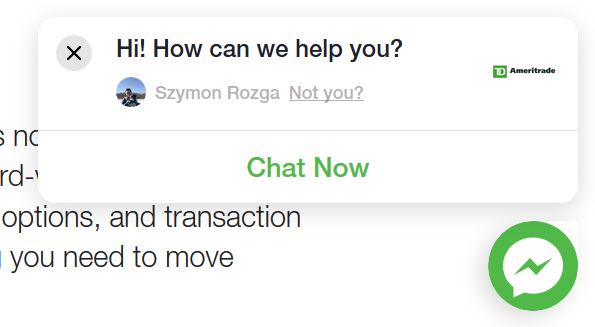 Hi! How can we help you?
TD Ameritrade
Szymon Rozga Not you?
Chat Now
options, and transaction
you need to move